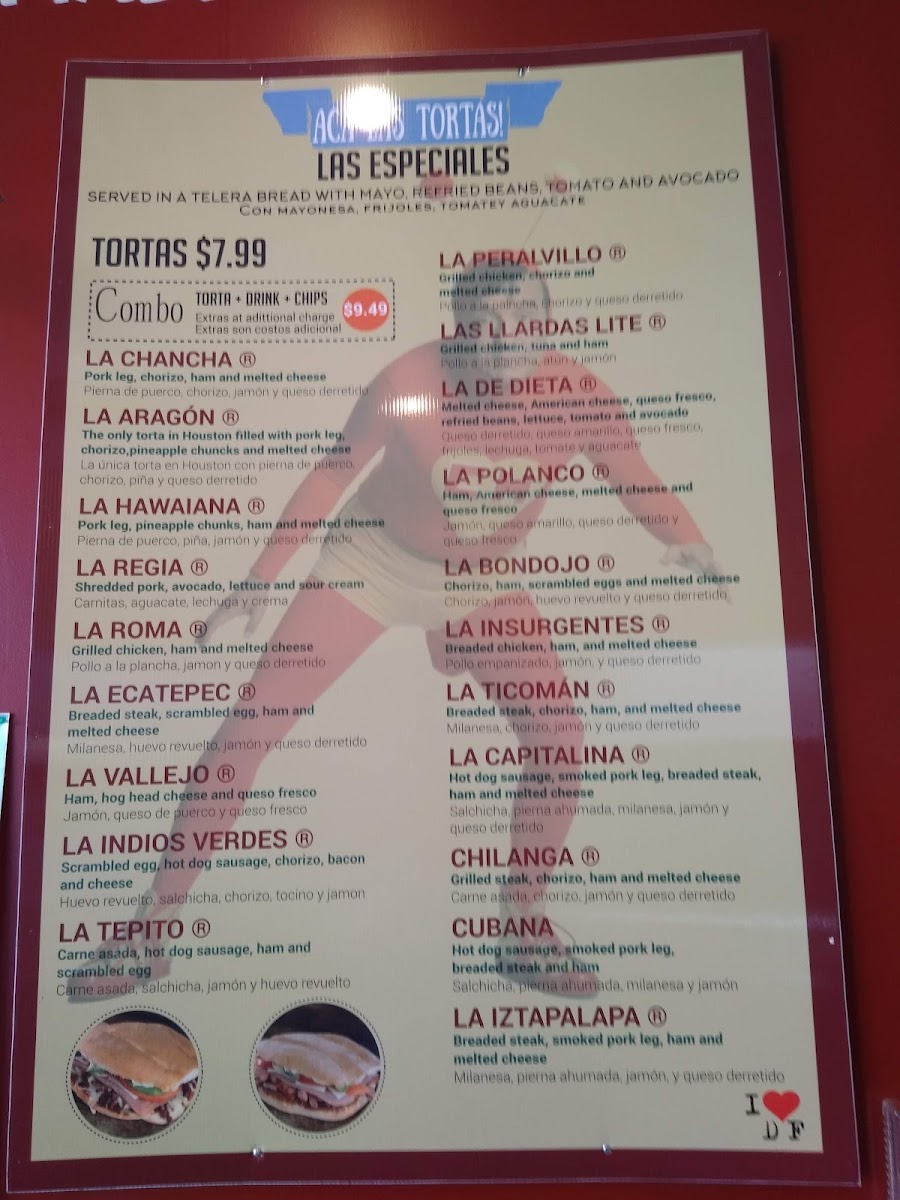 ACÁ LAS TORTAS!
LAS ESPECIALES
SERVED IN A TELERA BREAD WITH MAYO, REFRIED BEANS, TOMATO AND AVOCADO
CON MAYONESA, FRIJOLES, TOMATEY AGUACATE
TORTAS $7.99
Combo
TORTA + DRINK + CHIPS
Extras at adittional charge
Extras son costos adicional
$9.49
LA CHANCHA ®
Pork leg, chorizo, ham and melted cheese
Pierna de puerco, chorizo, jamón y queso derretido
LA ARAGÓN ®
The only torta in Houston filled with pork leg,
chorizo,pineapple chuncks and melted cheese
La única torta en Houston con pierna de puerco,
chorizo, piña y queso derretido
LA HAWAIANA ®
Pork leg, pineapple chunks, ham and melted cheese
Pierna de puerco, piña, jamón y queso derretido
LA REGIA ®
Shredded pork, avocado, lettuce and sour cream
Carnitas, aguacate, lechuga y crema
LA ROMA ®
Grilled chicken, ham and melted cheese
Pollo a la plancha, jamon y queso derretido
LA ECATEPEC ®
Breaded steak, scrambled egg, ham and
melted cheese
Milanesa, huevo revuelto, jamón y queso derretido
LA VALLEJO ®
Ham, hog head cheese and queso fresco
Jamón, queso de puerco y queso fresco
LA INDIOS VERDES ®
Scrambled egg, hot dog sausage, chorizo, bacon
and cheese
Huevo revuelto, salchicha, chorizo, tocino y jamon
LA TEPITO ®
Carne asada, hot dog sausage, ham and
scrambled egg
Carne asada, salchicha, jamón y huevo revuelto
LA PERALVILLO ®
Grilled chicken, chorizo and
melted cheese
Pollo a la palncha, chorizo y queso derretido
LAS LLARDAS LITE ®
Grilled chicken, tuna and ham
Pollo a la plancha, atún y jamón
LA DE DIETA ®
Melted cheese, American cheese, queso fresco,
refried beans, lettuce, tomato and avocado
Queso derretido, queso amarillo, queso fresco,
frijoles, lechuga, tomate y aguacate
LA POLANCO ®
Ham, American cheese, melted cheese and
queso fresco
Jamón, queso amarillo, queso derretido y
queso fresco
LA BONDOJO ®
Chorizo, ham, scrambled eggs and melted cheese
Chorizo, jamón, huevo revuelto y queso derretido
LA INSURGENTES ®
Breaded chicken, ham, and melted cheese
Pollo empanizado, jamón, y queso derretido
LA TICOMÁN ®
Breaded steak, chorizo, ham, and melted cheese
Milanesa, chorizo, jamón y queso derretido
LA CAPITALINA ®
Hot dog sausage, smoked pork leg, breaded steak,
ham and melted cheese
Salchicha, pierna ahumada, milanesa, jamón y
queso derretido
CHILANGA ®
Grilled steak, chorizo, ham and melted cheese
Carne asada, chorizo, jamón y queso derretido
CUBANA
Hot dog sausage, smoked pork leg,
breaded steak and ham
Salchicha, pierna ahumada, milanesa y jamón
LA IZTAPALAPA ®
Breaded steak, smoked pork leg, ham and
melted cheese
Milanesa, pierna ahumada, jamón, y queso derretido
I ❤
DF